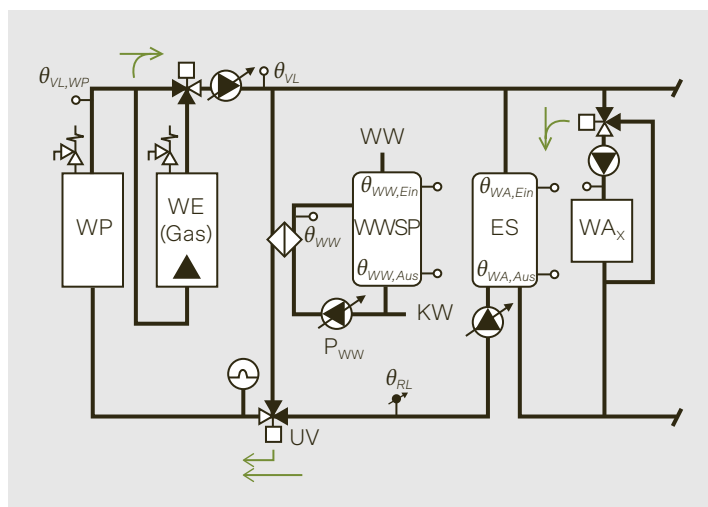 θVL,WP
θVL
WP
WE
(Gas)
WW
θWW,Ein
θWW
WWSP
θWW,Aus
KW
PWW
θWA,Ein
ES
θWA,Aus
WAX
θRL
UV